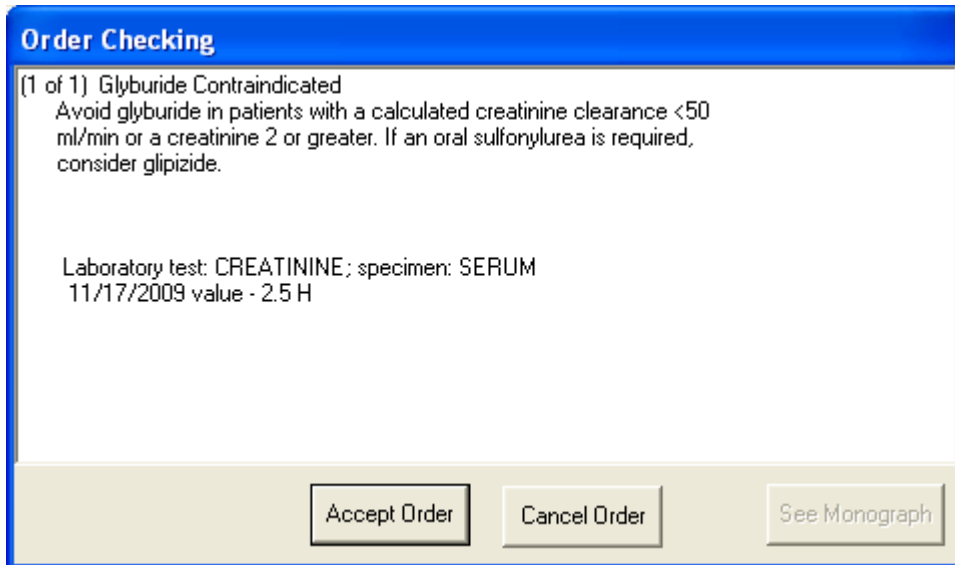 Order Checking
(1 of 1) Glyburide Contraindicated
Avoid glyburide in patients with a calculated creatinine clearance <50
ml/min or a creatinine 2 or greater. If an oral sulfonylurea is required,
consider glipizide.
Laboratory test: CREATININE; specimen: SERUM
11/17/2009 value - 2.5 H
Accept Order Cancel Order See Monograph